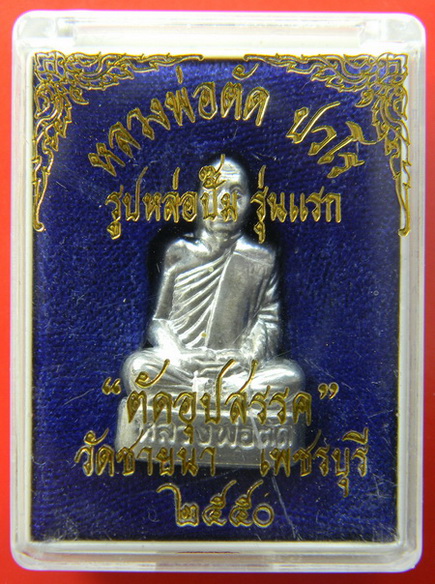 หลวงพ่อตัด ปวโร
รูปหล่อปั๊ม รุ่นแรก
“ตัดอุปสรรค”
หลวงพ่อตัด
วัดชายนา เพชรบุรี
๒๕๕๐